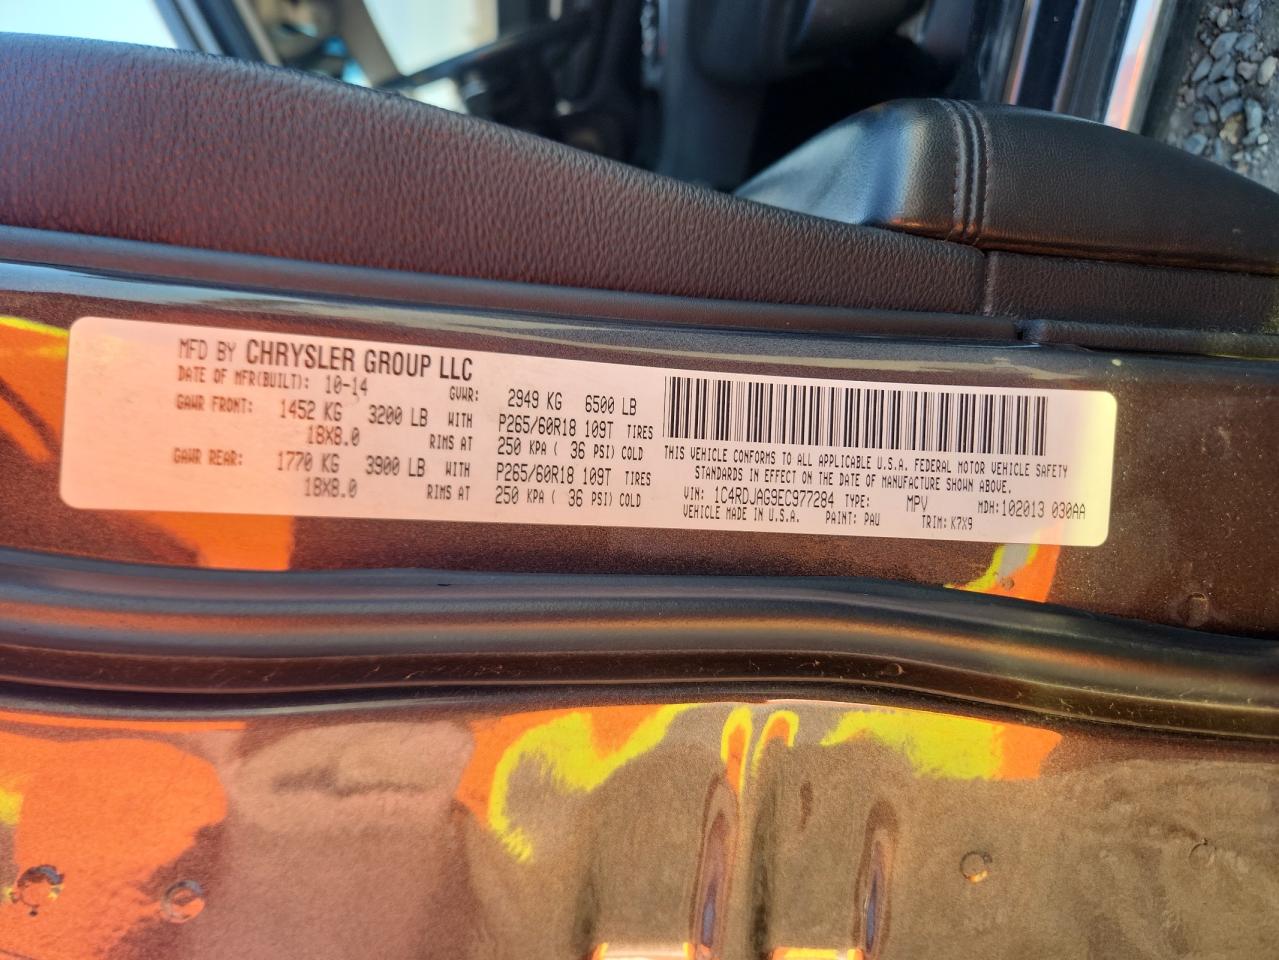 MFD BY CHRYSLER GROUP LLC
DATE OF MFR(BUILT): 10-14 GVWR: 2949 KG 6500 LB
GAWR FRONT: 1452 KG 3200 LB WITH P265/60R18 109T TIRES
18X8.0 RIMS AT 250 KPA ( 36 PSI) COLD
GAWR REAR: 1770 KG 3900 LB WITH P265/60R18 109T TIRES
18X8.0 RIMS AT 250 KPA ( 36 PSI) COLD
THIS VEHICLE CONFORMS TO ALL APPLICABLE U.S.A. FEDERAL MOTOR VEHICLE SAFETY
STANDARDS IN EFFECT ON THE DATE OF MANUFACTURE SHOWN ABOVE.
VIN: 1C4RDJAG9EC977284 TYPE: MPV MDH:102013 030AA
VEHICLE MADE IN U.S.A. PAINT: PAU TRIM: K7X9